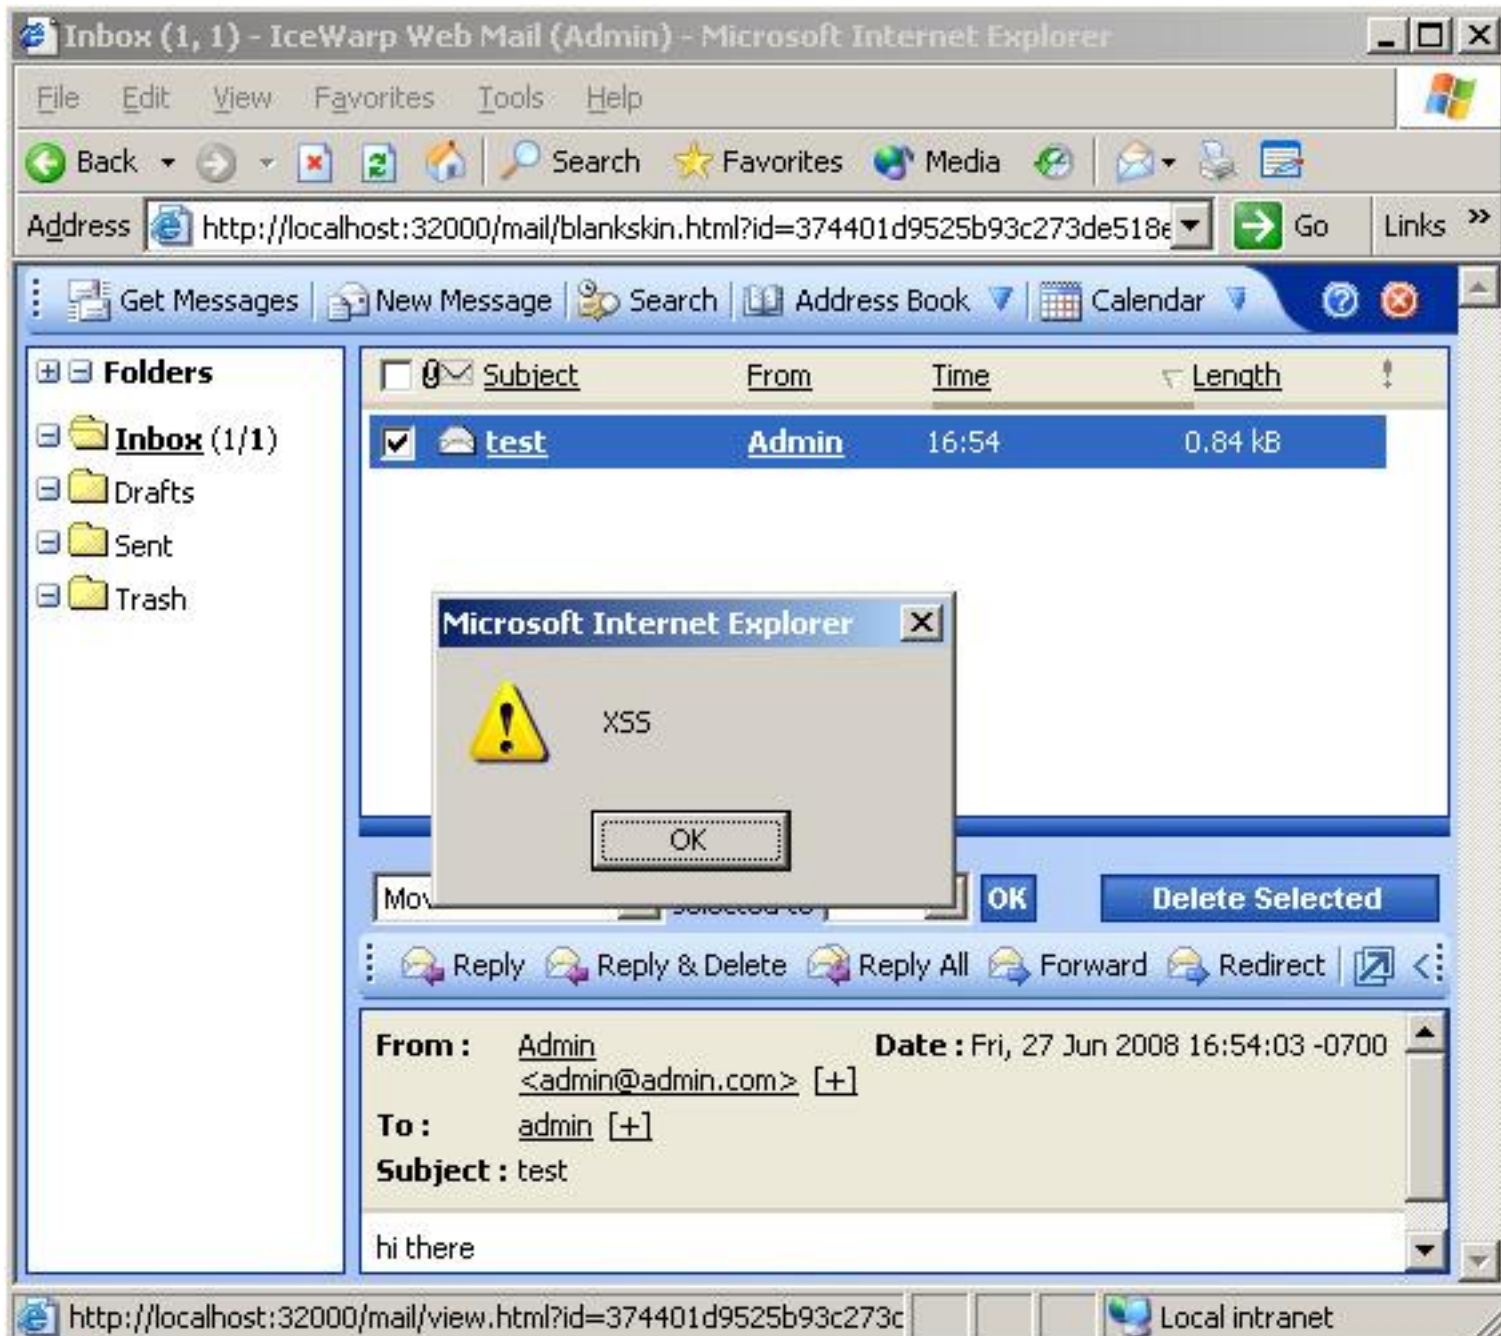 Inbox (1, 1) - IceWarp Web Mail (Admin) - Microsoft Internet Explorer
File Edit View Favorites Tools Help
Back Search Favorites Media
Address http://localhost:32000/mail/blankskin.html?id=374401d9525b93c273de518e Go Links »
Get Messages New Message Search Address Book Calendar
Folders
Subject From Time Length
Inbox (1/1)
test Admin 16:54 0.84 kB
Drafts
Sent
Trash
Microsoft Internet Explorer
XSS
OK
OK Delete Selected
Reply Reply & Delete Reply All Forward Redirect
From : Admin Date : Fri, 27 Jun 2008 16:54:03 -0700
<admin@admin.com> [+]
To : admin [+]
Subject : test
hi there
http://localhost:32000/mail/view.html?id=374401d9525b93c273c Local intranet